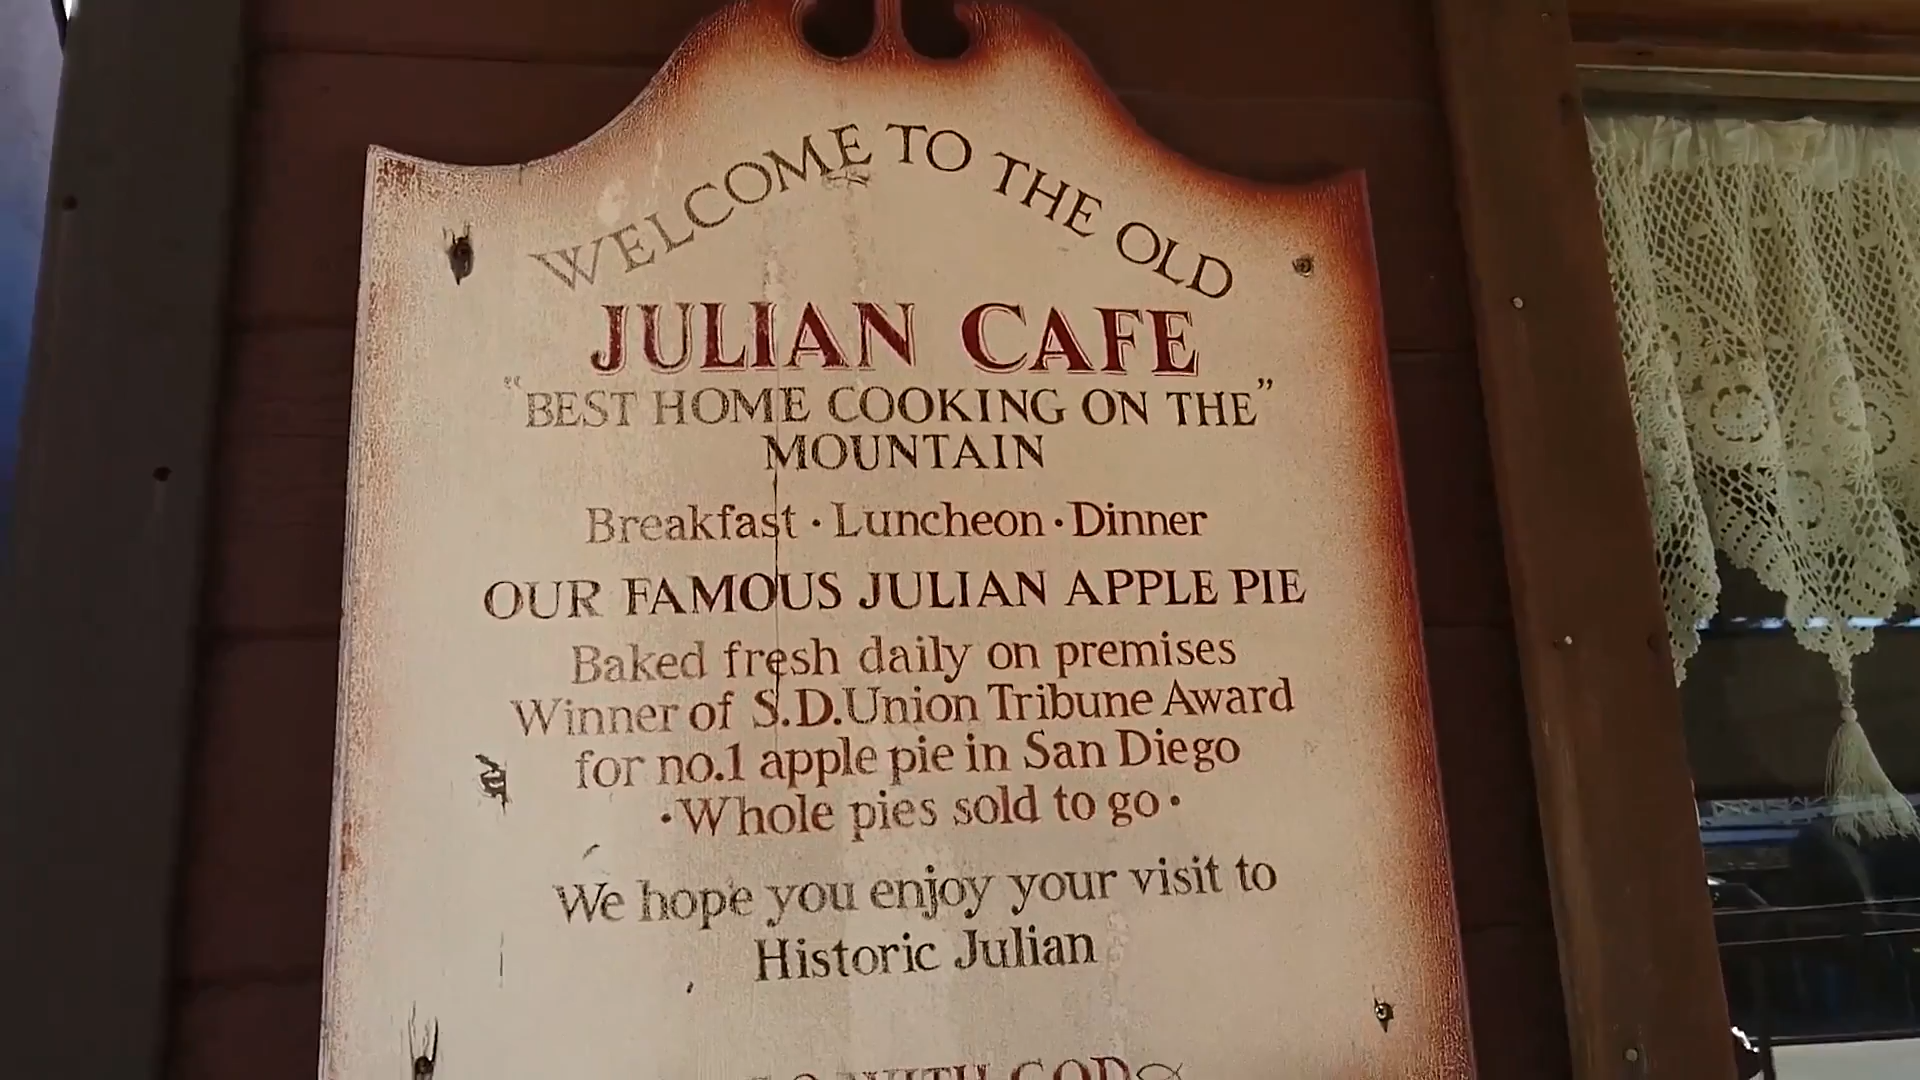 WELCOME TO THE OLD
JULIAN CAFE
"BEST HOME COOKING ON THE"
MOUNTAIN
Breakfast · Luncheon · Dinner
OUR FAMOUS JULIAN APPLE PIE
Baked fresh daily on premises
Winner of S.D.Union Tribune Award
for no.1 apple pie in San Diego
·Whole pies sold to go·
We hope you enjoy your visit to
Historic Julian
WITH GOD